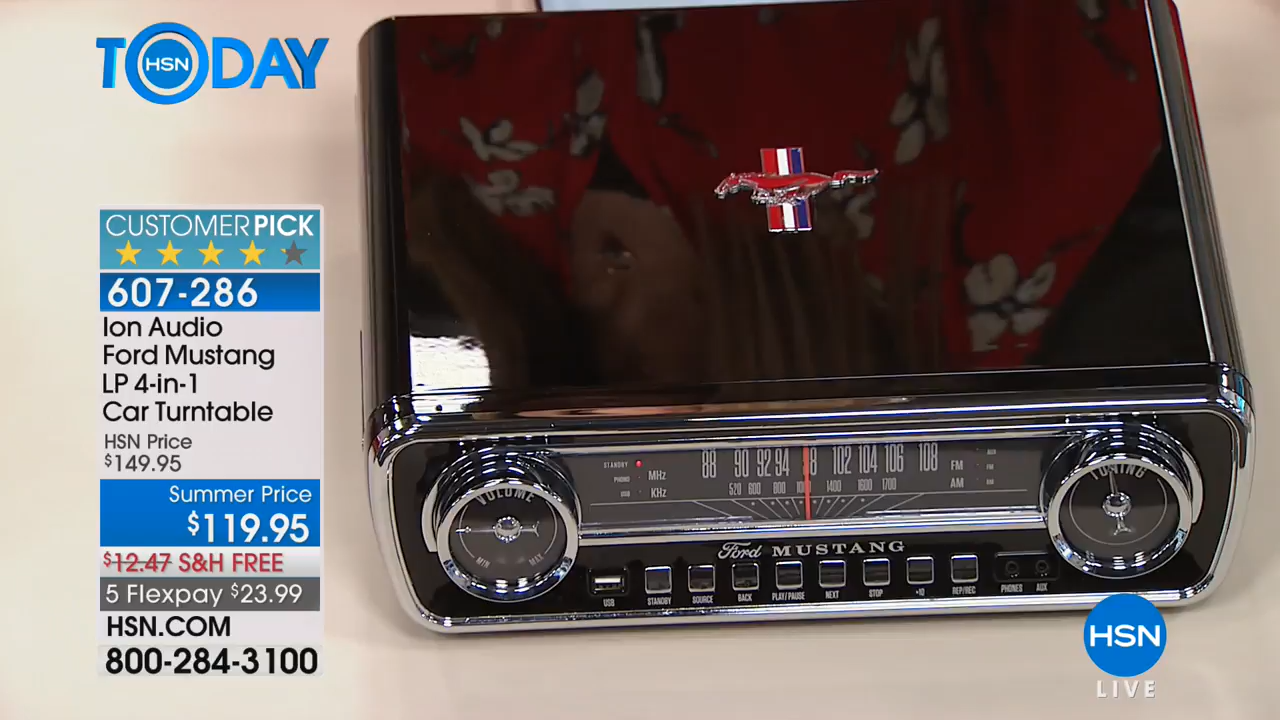 TODAY
HSN
CUSTOMER PICK
607-286
Ion Audio
Ford Mustang
LP 4-in-1
Car Turntable
HSN Price
$149.95
Summer Price
$119.95
$12.47 S&H FREE
5 Flexpay $23.99
HSN.COM
800-284-3100
VOLUME
MIN MAX
STANDBY
PHONO
USB
MHz
KHz
88 90 92 94 98 102 104 106 108
520 600 800 1400 1600 1700
FM
AM
AUX
FM
TUNING
Ford MUSTANG
USB STANDBY SOURCE BACK PLAY/PAUSE NEXT STOP +10 REP/REC PHONES AUX
HSN
LIVE